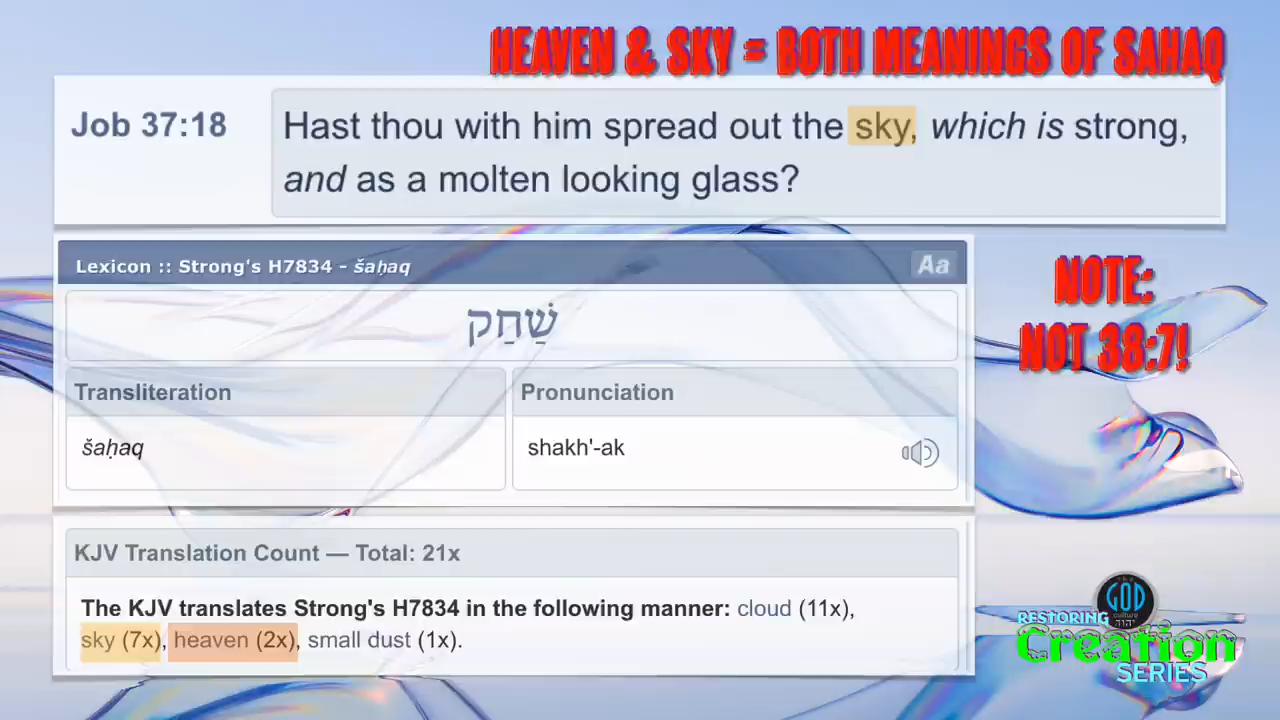 HEAVEN & SKY = BOTH MEANINGS OF SAHAQ
Job 37:18
Hast thou with him spread out the sky, which is strong,
and as a molten looking glass?
Lexicon :: Strong's H7834 - šaḥaq
Aa
שַׁחַק
NOTE:
NOT 38:7!
Transliteration
Pronunciation
šaḥaq
shakh'-ak
KJV Translation Count — Total: 21x
The KJV translates Strong's H7834 in the following manner: cloud (11x),
sky (7x), heaven (2x), small dust (1x).
THE
GOD
culture
יהוה
RESTORING
Creation
SERIES